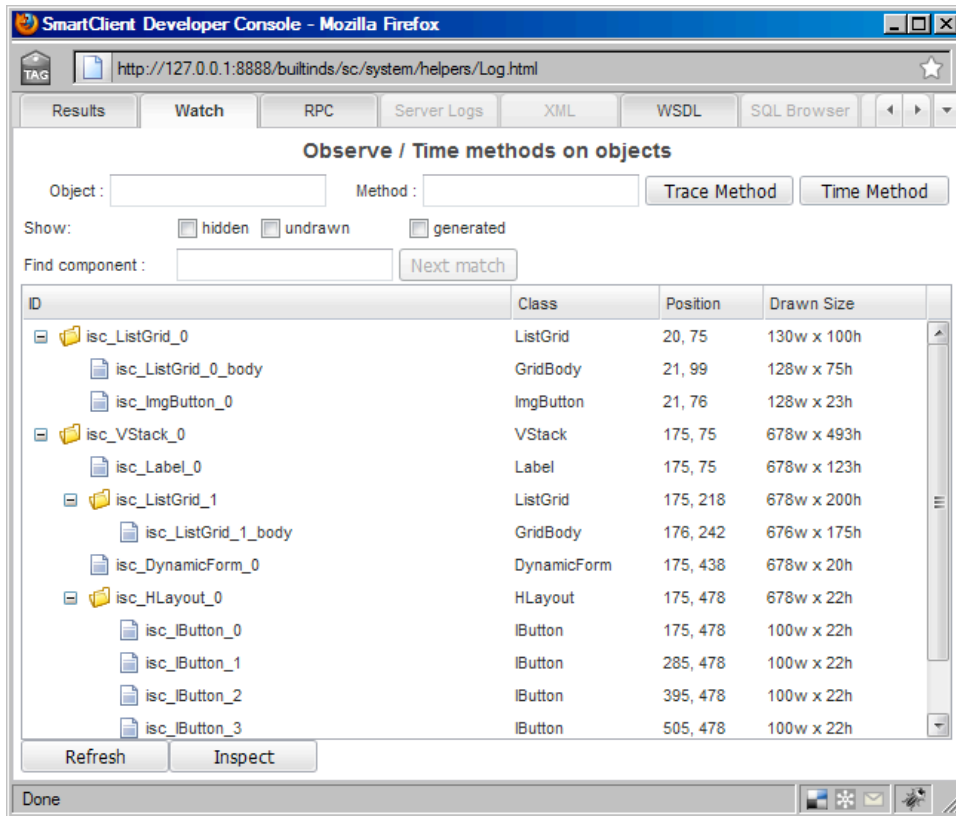 SmartClient Developer Console - Mozilla Firefox
TAG http://127.0.0.1:8888/builtinds/sc/system/helpers/Log.html
Results Watch RPC Server Logs XML WSDL SQL Browser
Observe / Time methods on objects
Object : Method : Trace Method Time Method
Show: hidden undrawn generated
Find component : Next match
ID Class Position Drawn Size
isc_ListGrid_0 ListGrid 20, 75 130w x 100h
isc_ListGrid_0_body GridBody 21, 99 128w x 75h
isc_ImgButton_0 ImgButton 21, 76 128w x 23h
isc_VStack_0 VStack 175, 75 678w x 493h
isc_Label_0 Label 175, 75 678w x 123h
isc_ListGrid_1 ListGrid 175, 218 678w x 200h
isc_ListGrid_1_body GridBody 176, 242 676w x 175h
isc_DynamicForm_0 DynamicForm 175, 438 678w x 20h
isc_HLayout_0 HLayout 175, 478 678w x 22h
isc_IButton_0 IButton 175, 478 100w x 22h
isc_IButton_1 IButton 285, 478 100w x 22h
isc_IButton_2 IButton 395, 478 100w x 22h
isc_IButton_3 IButton 505, 478 100w x 22h
Refresh Inspect
Done